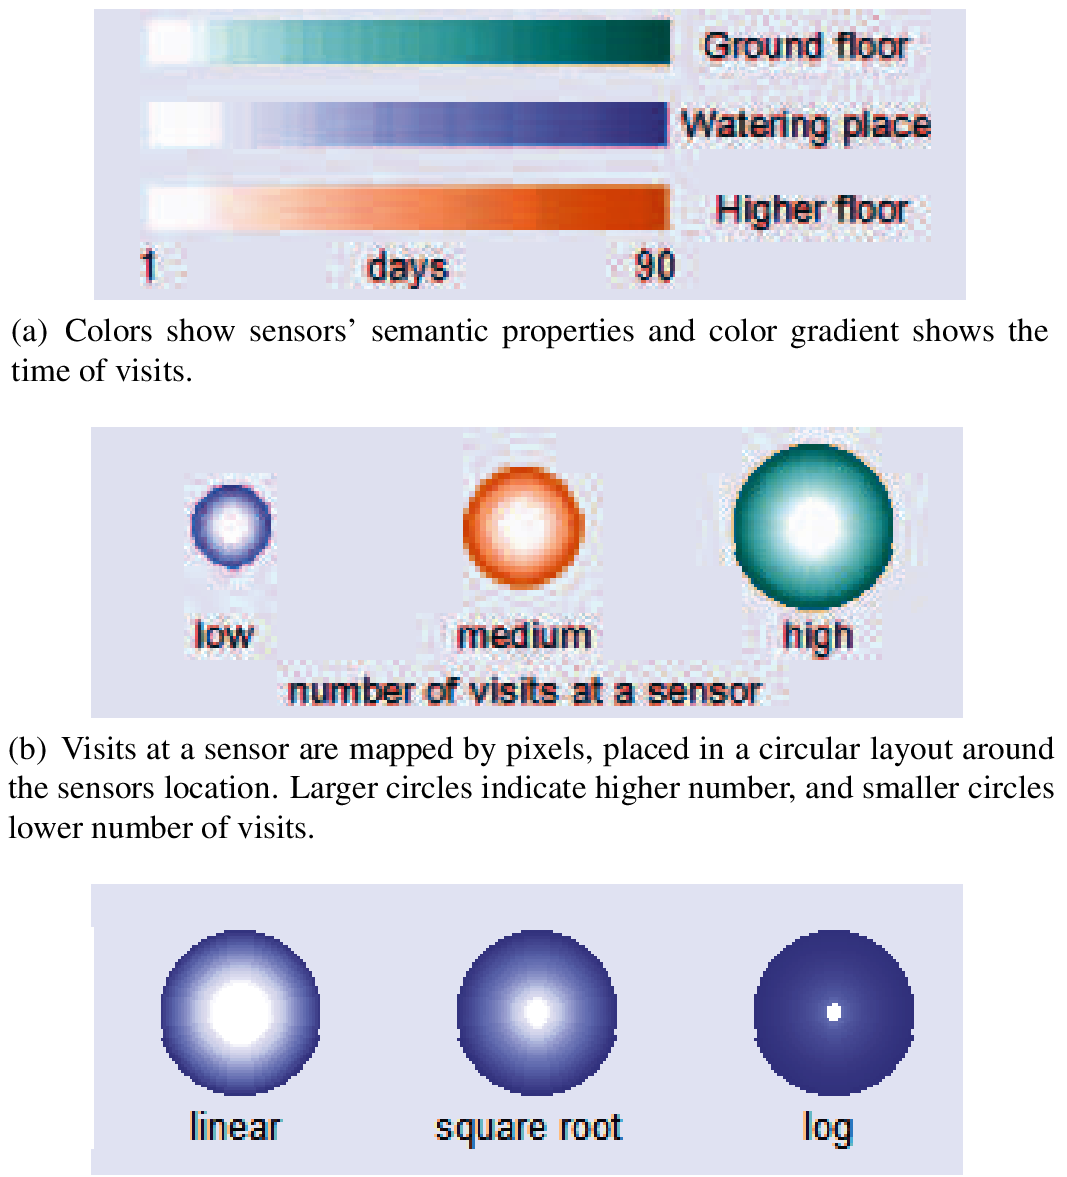 Ground floor
Watering place
Higher floor
1 days 90
(a) Colors show sensors' semantic properties and color gradient shows the
time of visits.
low medium high
number of visits at a sensor
(b) Visits at a sensor are mapped by pixels, placed in a circular layout around
the sensors location. Larger circles indicate higher number, and smaller circles
lower number of visits.
linear square root log